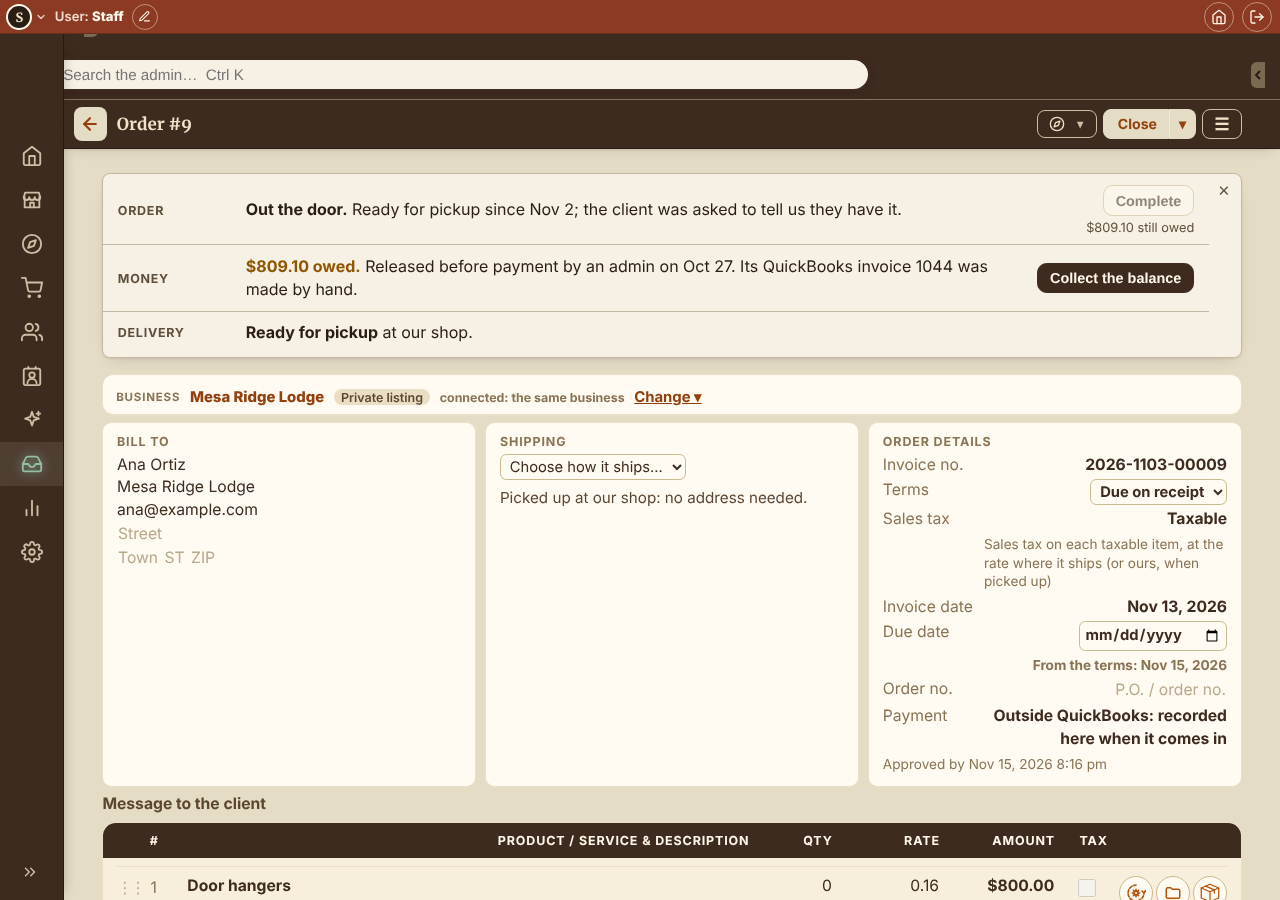 S User: Staff
Search the admin… Ctrl K
Order #9
Close ▾
ORDER
Out the door. Ready for pickup since Nov 2; the client was asked to tell us they have it.
Complete
$809.10 still owed
MONEY
$809.10 owed. Released before payment by an admin on Oct 27. Its QuickBooks invoice 1044 was
made by hand.
Collect the balance
DELIVERY
Ready for pickup at our shop.
BUSINESS Mesa Ridge Lodge Private listing connected: the same business Change ▾
BILL TO
Ana Ortiz
Mesa Ridge Lodge
ana@example.com
Street
Town ST ZIP
SHIPPING
Choose how it ships...
Picked up at our shop: no address needed.
ORDER DETAILS
Invoice no. 2026-1103-00009
Terms Due on receipt
Sales tax Taxable
Sales tax on each taxable item, at the
rate where it ships (or ours, when
picked up)
Invoice date Nov 13, 2026
Due date mm/dd/yyyy
From the terms: Nov 15, 2026
Order no. P.O. / order no.
Payment Outside QuickBooks: recorded
here when it comes in
Approved by Nov 15, 2026 8:16 pm
Message to the client
# PRODUCT / SERVICE & DESCRIPTION QTY RATE AMOUNT TAX
1 Door hangers 0 0.16 $800.00